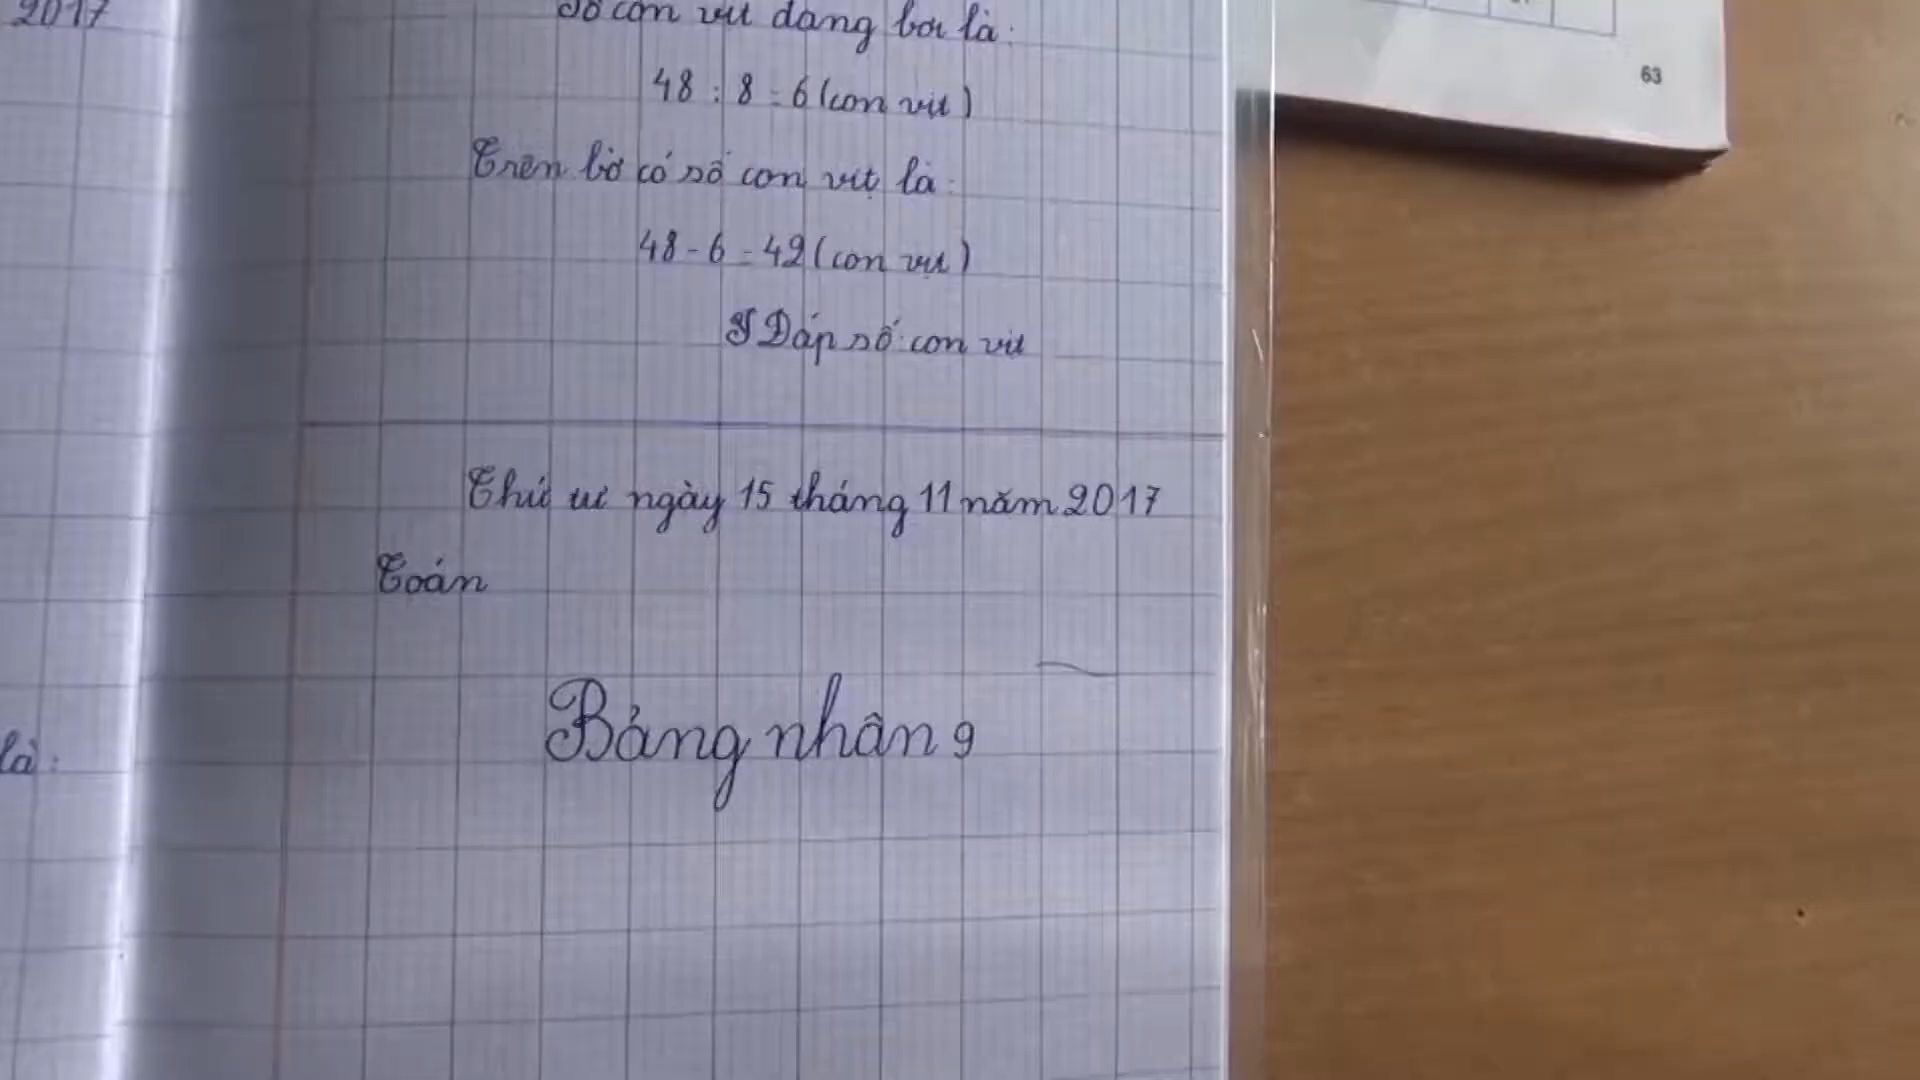 2017
là:
Số con vịt đang bơi là:
48 : 8 = 6 (con vịt)
Trên bờ có số con vịt là:
48 - 6 = 42 (con vịt)
Đáp số: con vịt
Thứ tư ngày 15 tháng 11 năm 2017
Toán
Bảng nhân 9
63